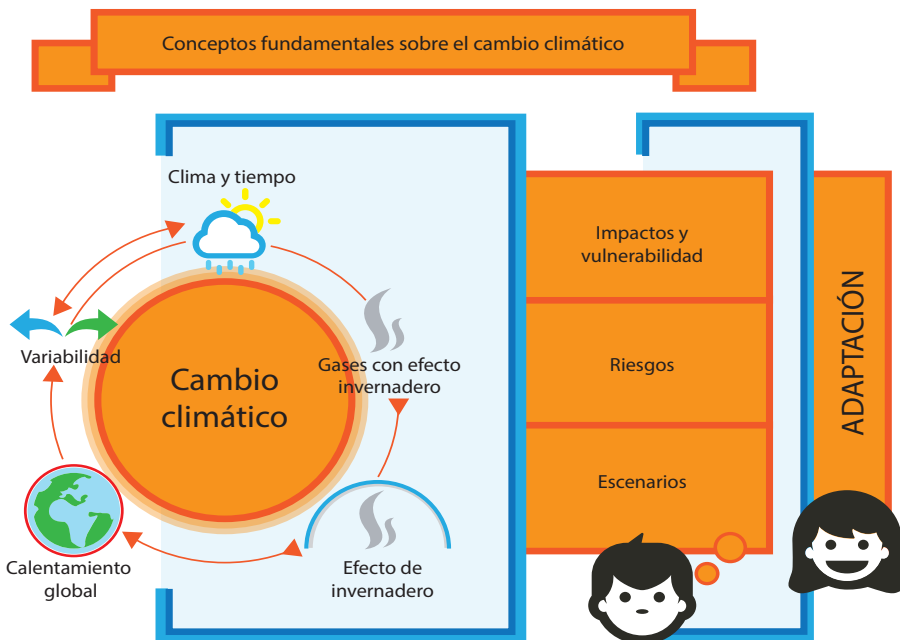 Conceptos fundamentales sobre el cambio climático
Clima y tiempo
Variabilidad
Cambio
climático
Gases con efecto
invernadero
Calentamiento
global
Efecto de
invernadero
Impactos y
vulnerabilidad
Riesgos
Escenarios
ADAPTACIÓN